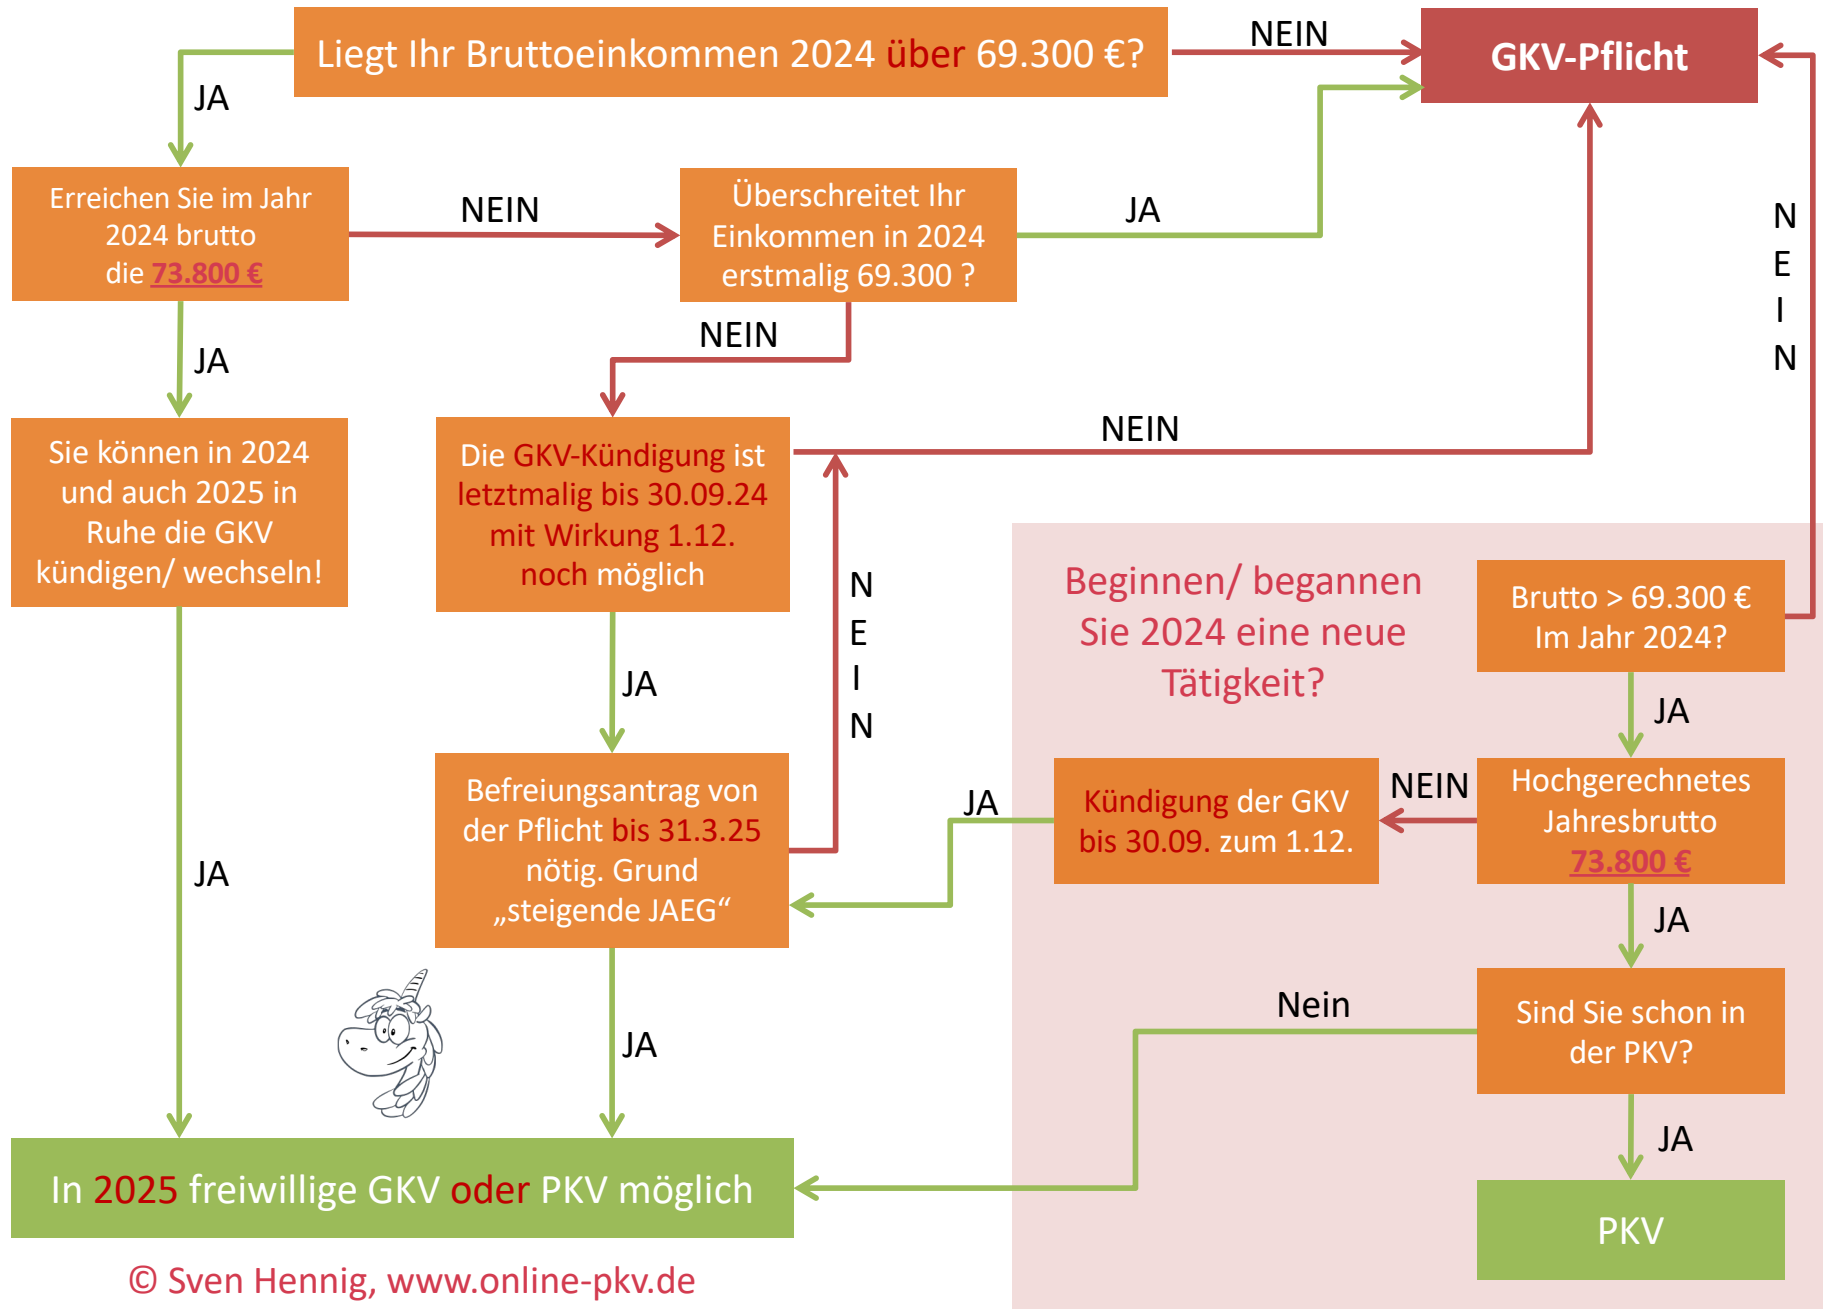 Liegt Ihr Bruttoeinkommen 2024 über 69.300 €?
NEIN
GKV-Pflicht
JA
Erreichen Sie im Jahr
2024 brutto
die 73.800 €
NEIN
Überschreitet Ihr
Einkommen in 2024
erstmalig 69.300 ?
JA
N
E
I
N
NEIN
JA
Sie können in 2024
und auch 2025 in
Ruhe die GKV
kündigen/ wechseln!
Die GKV-Kündigung ist
letztmalig bis 30.09.24
mit Wirkung 1.12.
noch möglich
NEIN
N
E
I
N
JA
Beginnen/ begannen
Sie 2024 eine neue
Tätigkeit?
Brutto > 69.300 €
Im Jahr 2024?
JA
Befreiungsantrag von
der Pflicht bis 31.3.25
nötig. Grund
„steigende JAEG“
JA
Kündigung der GKV
bis 30.09. zum 1.12.
NEIN
Hochgerechnetes
Jahresbrutto
73.800 €
JA
JA
JA
Nein
Sind Sie schon in
der PKV?
JA
In 2025 freiwillige GKV oder PKV möglich
PKV
© Sven Hennig, www.online-pkv.de